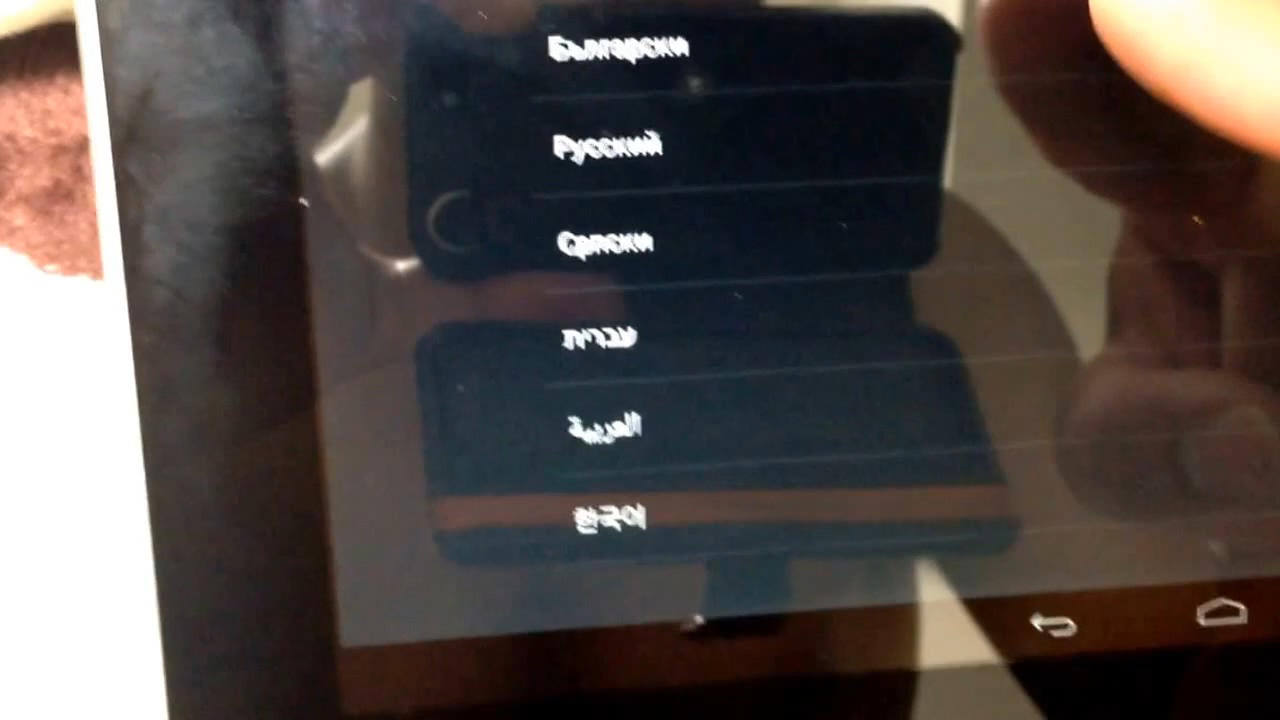 Български
Русский
Српски
עברית
العربية
한국어